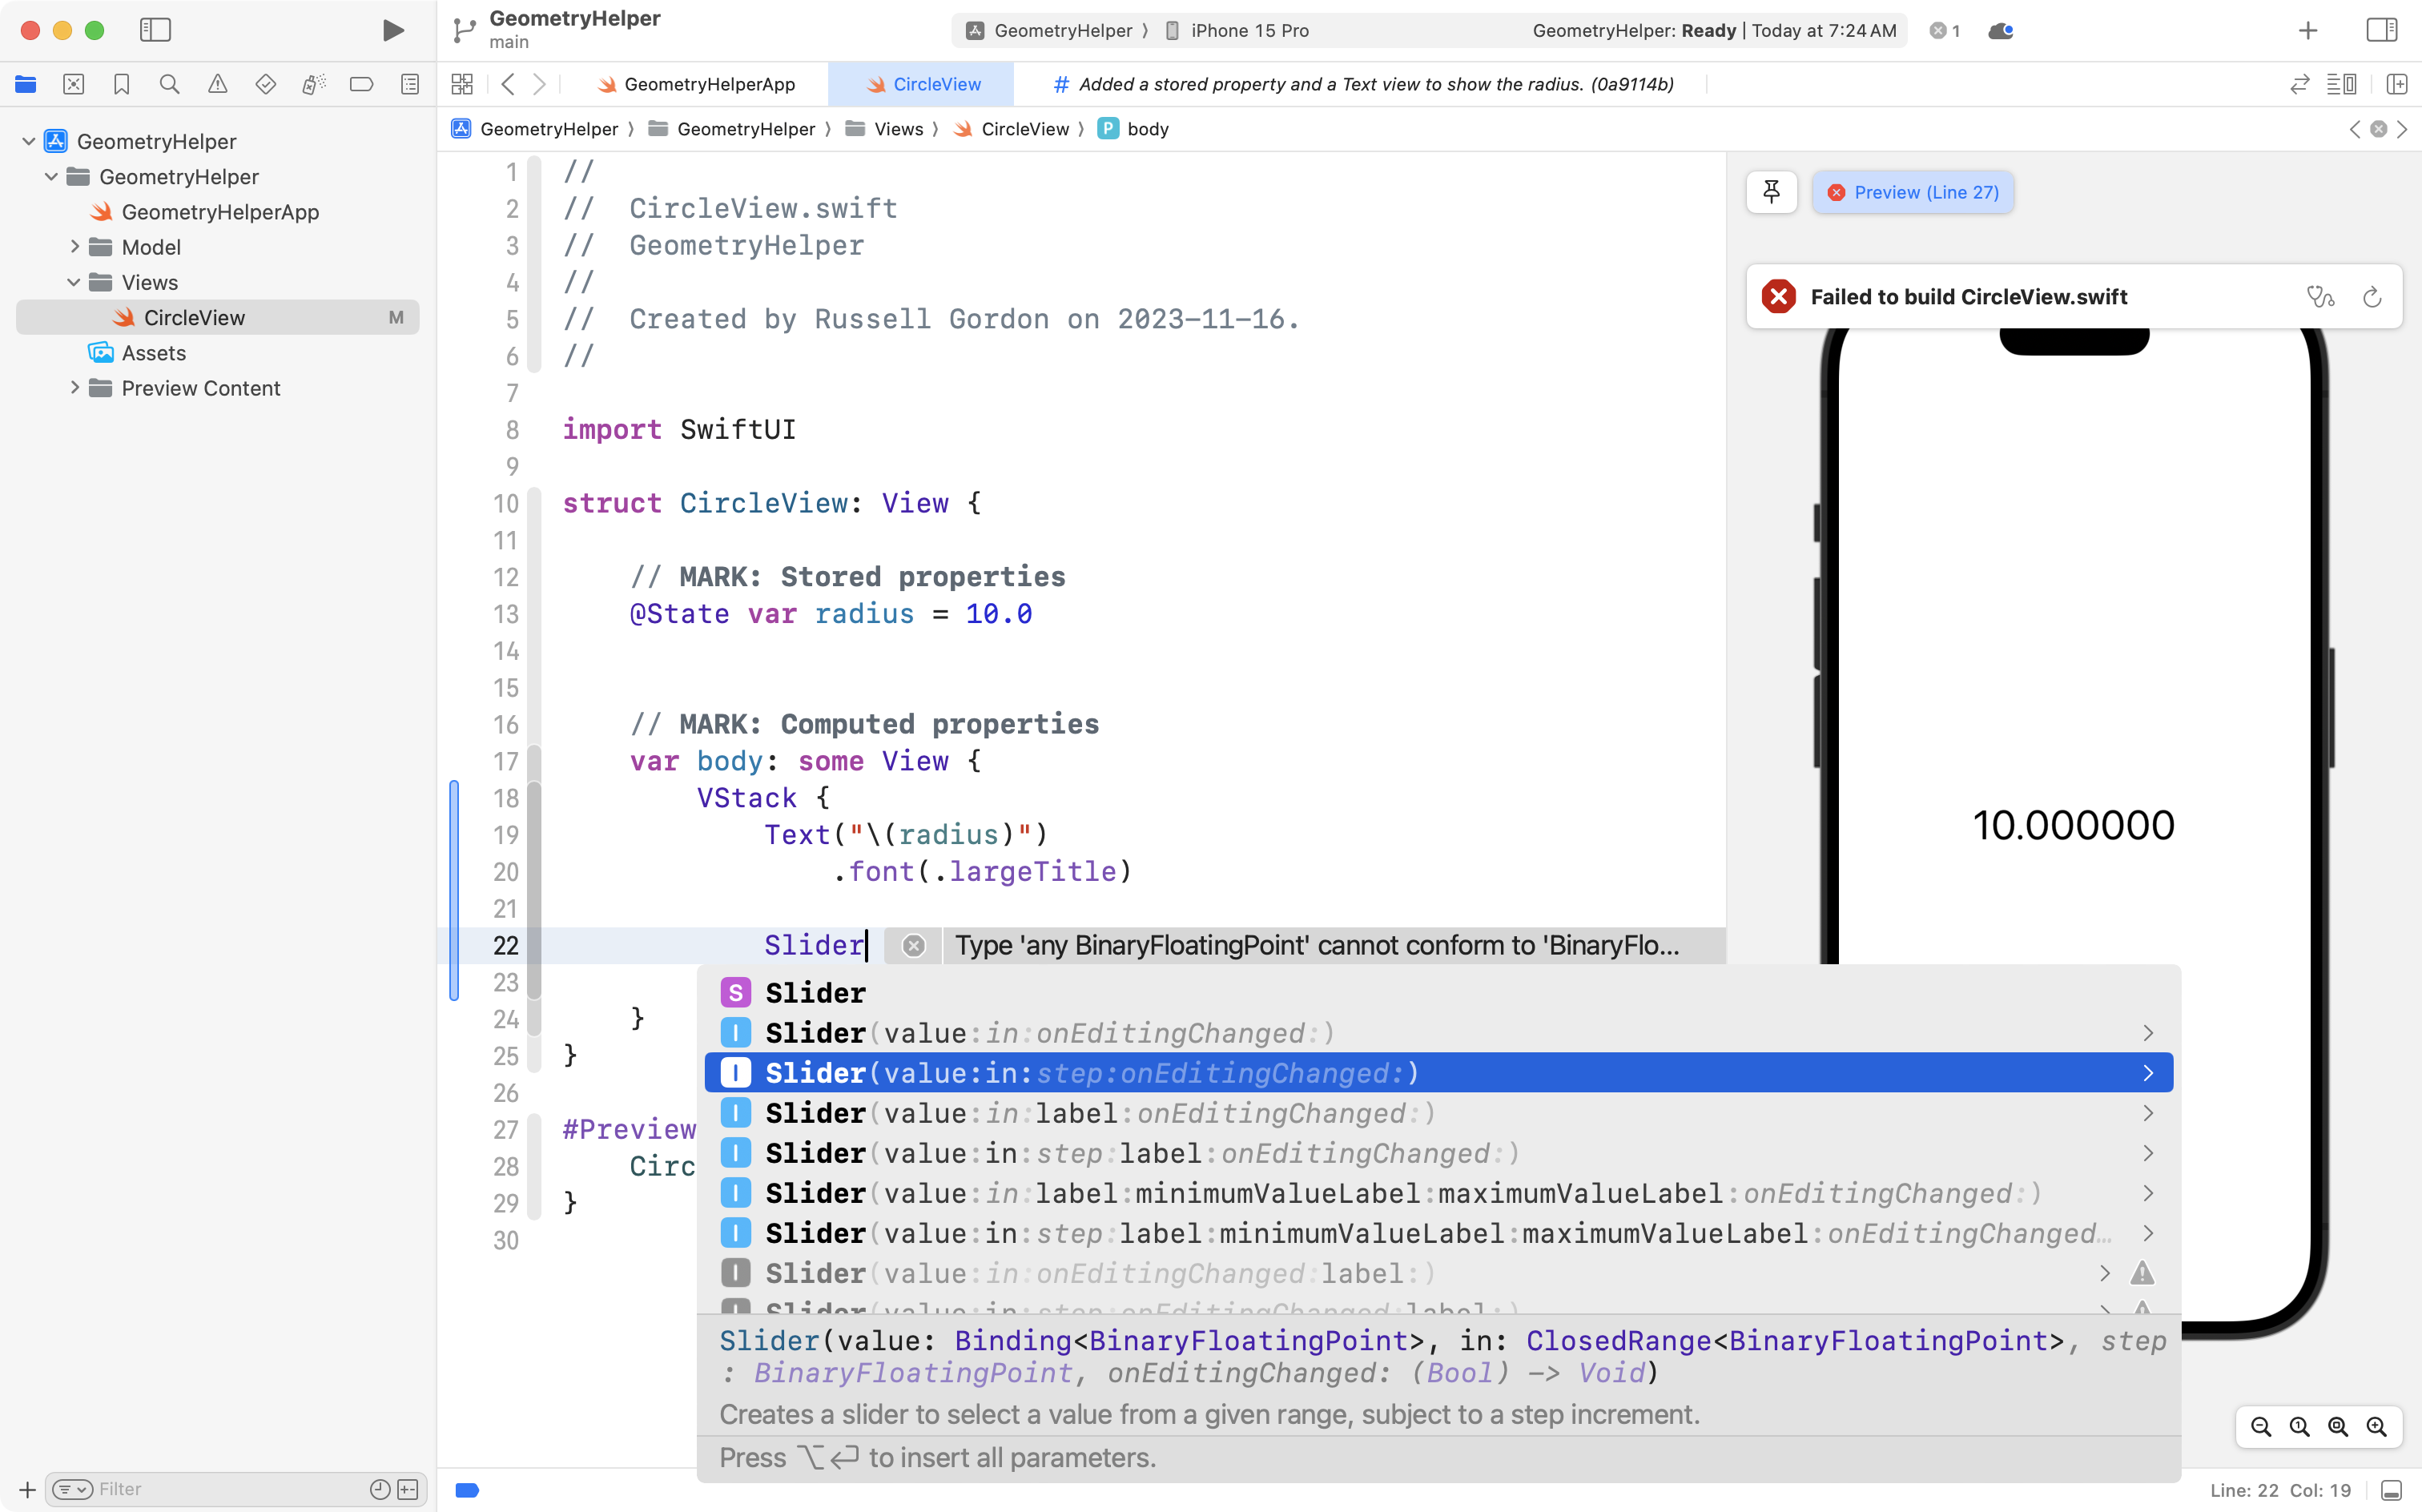 GeometryHelper
main
GeometryHelper ⟩ iPhone 15 Pro
GeometryHelper: Ready | Today at 7:24 AM
1
GeometryHelperApp
CircleView
# Added a stored property and a Text view to show the radius. (0a9114b)
GeometryHelper ⟩ GeometryHelper ⟩ Views ⟩ CircleView ⟩ P body
GeometryHelper
GeometryHelper
GeometryHelperApp
Model
Views
CircleView M
Assets
Preview Content
Filter
1 //
2 //  CircleView.swift
3 //  GeometryHelper
4 //
5 //  Created by Russell Gordon on 2023-11-16.
6 //
7
8 import SwiftUI
9
10 struct CircleView: View {
11
12     // MARK: Stored properties
13     @State var radius = 10.0
14
15
16     // MARK: Computed properties
17     var body: some View {
18         VStack {
19             Text("\(radius)")
20                 .font(.largeTitle)
21
22             Slider Type 'any BinaryFloatingPoint' cannot conform to 'BinaryFlo...
23
24     }
25 }
26
27 #Preview
28     Circ
29 }
30
S Slider
I Slider(value:in:onEditingChanged:)
I Slider(value:in:step:onEditingChanged:)
I Slider(value:in:label:onEditingChanged:)
I Slider(value:in:step:label:onEditingChanged:)
I Slider(value:in:label:minimumValueLabel:maximumValueLabel:onEditingChanged:)
I Slider(value:in:step:label:minimumValueLabel:maximumValueLabel:onEditingChanged…
I Slider(value:in:onEditingChanged:label:)
I Slider(value:in:step:onEditingChanged:label:)
Slider(value: Binding<BinaryFloatingPoint>, in: ClosedRange<BinaryFloatingPoint>, step
: BinaryFloatingPoint, onEditingChanged: (Bool) -> Void)
Creates a slider to select a value from a given range, subject to a step increment.
Press ⌥↩ to insert all parameters.
Preview (Line 27)
Failed to build CircleView.swift
10.000000
Line: 22 Col: 19